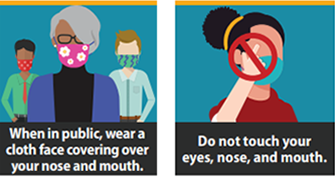 When in public, wear a
cloth face covering over
your nose and mouth.
Do not touch your
eyes, nose, and mouth.